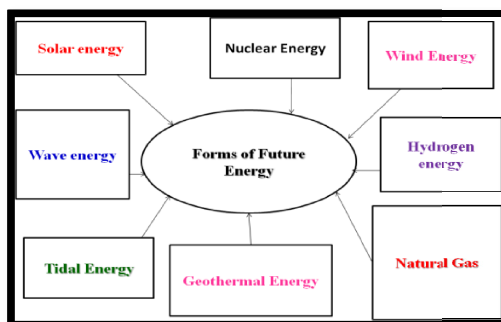 Solar energy
Nuclear Energy
Wind Energy
Wave energy
Forms of Future
Energy
Hydrogen
energy
Tidal Energy
Geothermal Energy
Natural Gas